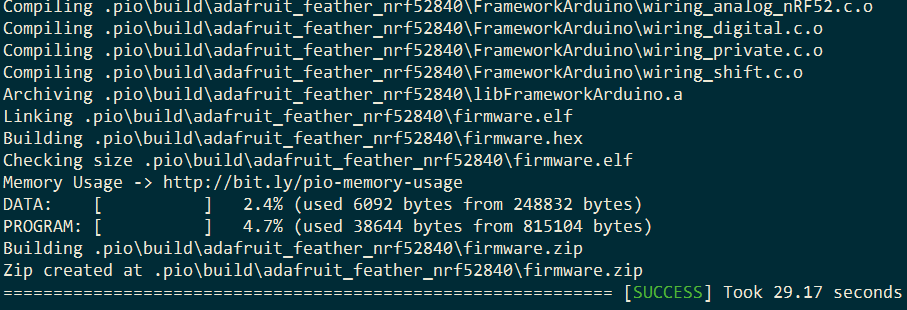 Compiling .pio\build\adafruit_feather_nrf52840\FrameworkArduino\wiring_analog_nRF52.c.o
Compiling .pio\build\adafruit_feather_nrf52840\FrameworkArduino\wiring_digital.c.o
Compiling .pio\build\adafruit_feather_nrf52840\FrameworkArduino\wiring_private.c.o
Compiling .pio\build\adafruit_feather_nrf52840\FrameworkArduino\wiring_shift.c.o
Archiving .pio\build\adafruit_feather_nrf52840\libFrameworkArduino.a
Linking .pio\build\adafruit_feather_nrf52840\firmware.elf
Building .pio\build\adafruit_feather_nrf52840\firmware.hex
Checking size .pio\build\adafruit_feather_nrf52840\firmware.elf
Memory Usage -> http://bit.ly/pio-memory-usage
DATA:    [          ]   2.4% (used 6092 bytes from 248832 bytes)
PROGRAM: [          ]   4.7% (used 38644 bytes from 815104 bytes)
Building .pio\build\adafruit_feather_nrf52840\firmware.zip
Zip created at .pio\build\adafruit_feather_nrf52840\firmware.zip
============================================================= [SUCCESS] Took 29.17 seconds